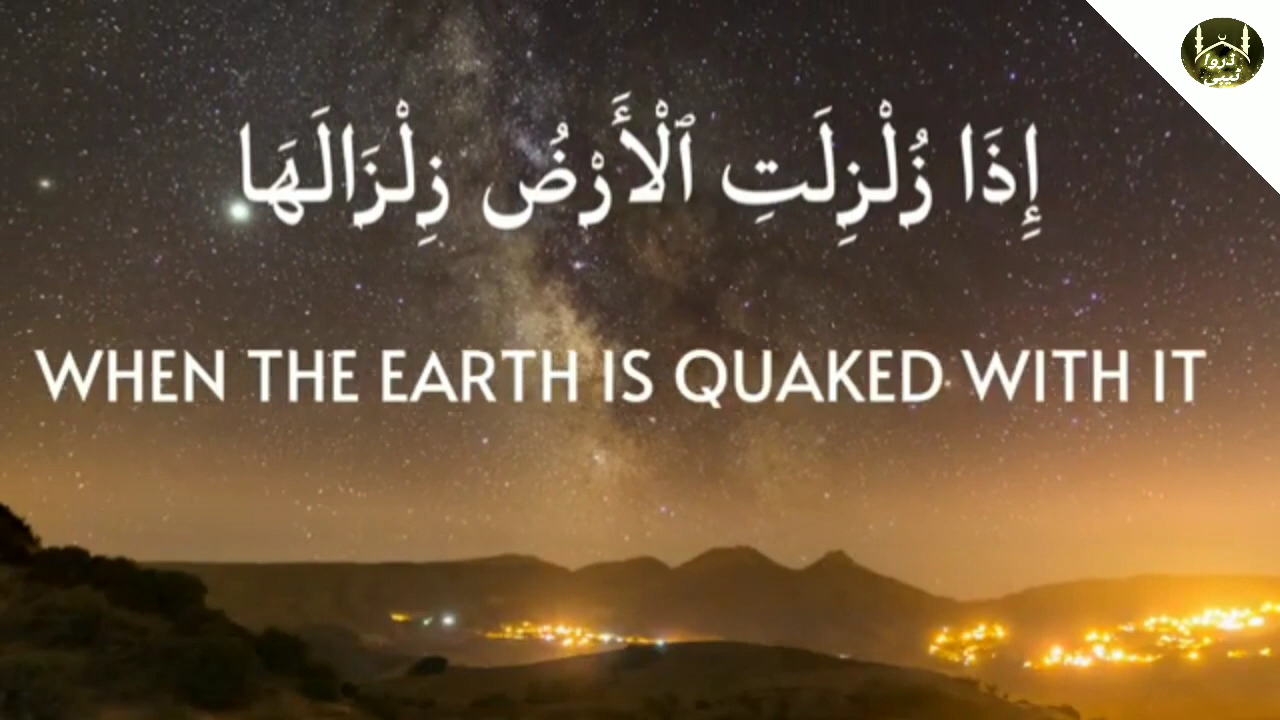 إِذَا زُلْزِلَتِ ٱلْأَرْضُ زِلْزَالَهَا
WHEN THE EARTH IS QUAKED WITH IT